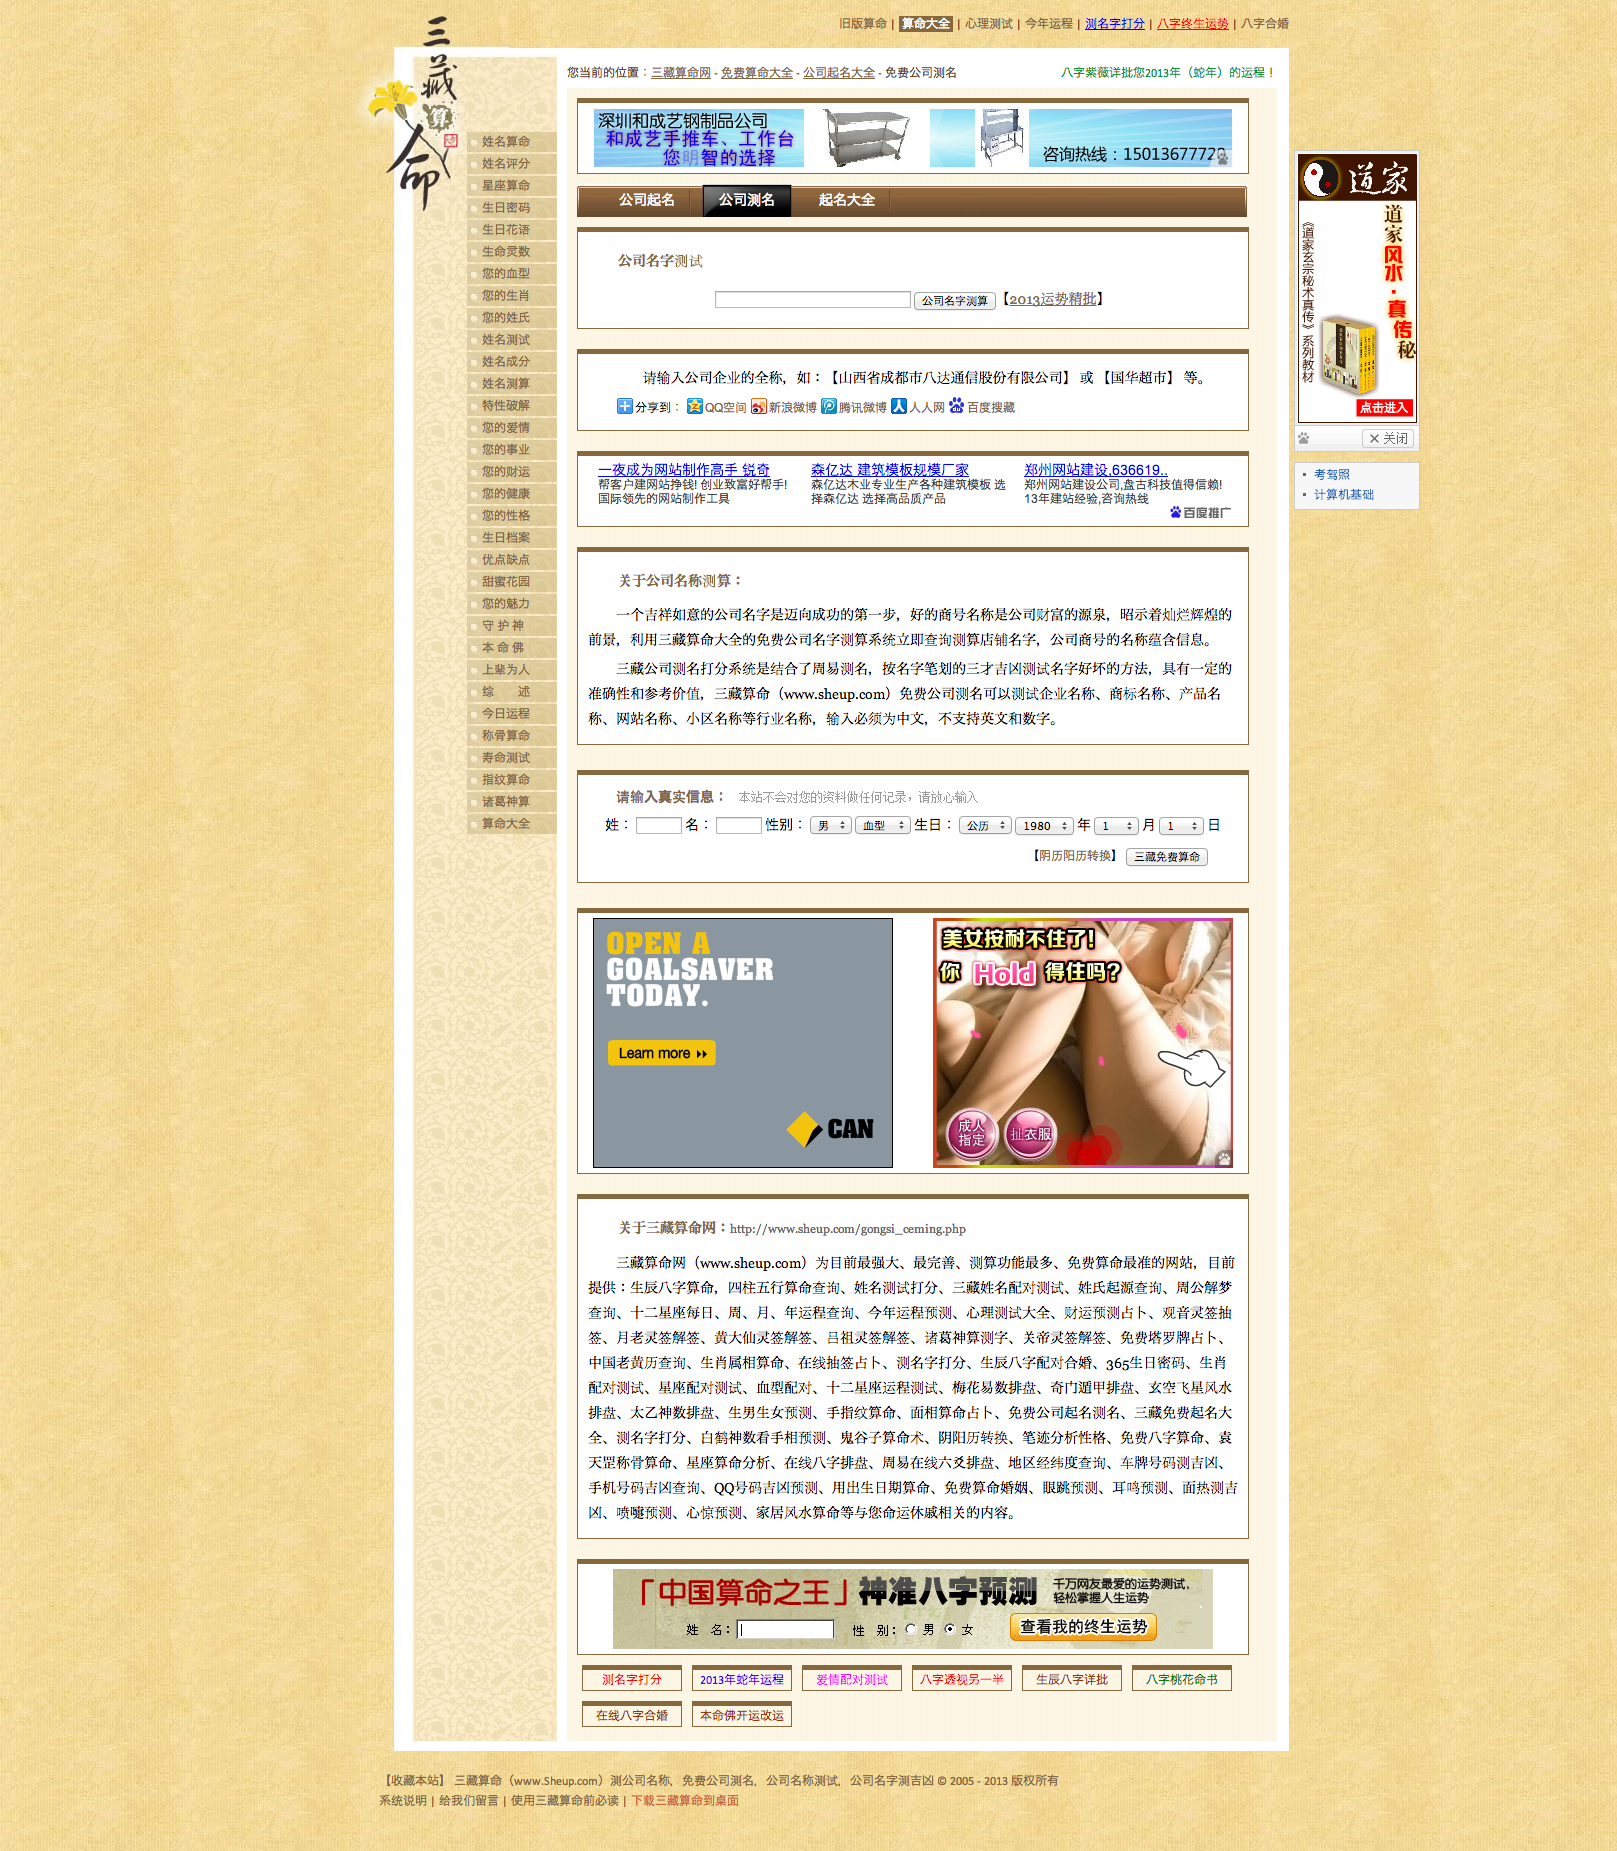 三藏算命
旧版算命 | 算命大全 | 心理测试 | 今年运程 | 测名字打分 | 八字终生运势 | 八字合婚
您当前的位置：三藏算命网 - 免费算命大全 - 公司起名大全 - 免费公司测名
八字紫薇详批您2013年（蛇年）的运程！
姓名算命
姓名评分
星座算命
生日密码
生日花语
生命灵数
您的血型
您的生肖
您的姓氏
姓名测试
姓名成分
姓名测算
特性破解
您的爱情
您的事业
您的财运
您的健康
您的性格
生日档案
优点缺点
甜蜜花园
您的魅力
守 护 神
本 命 佛
上辈为人
综　　述
今日运程
称骨算命
寿命测试
指纹算命
诸葛神算
算命大全
深圳和成艺钢制品公司
和成艺手推车、工作台
您明智的选择
咨询热线：15013677728
公司起名 公司测名 起名大全
公司名字测试
公司名字测算 【2013运势精批】
请输入公司企业的全称，如：【山西省成都市八达通信股份有限公司】 或 【国华超市】 等。
分享到： QQ空间 新浪微博 腾讯微博 人人网 百度搜藏
一夜成为网站制作高手 锐奇
帮客户建网站挣钱! 创业致富好帮手!
国际领先的网站制作工具
森亿达 建筑模板规模厂家
森亿达木业专业生产各种建筑模板 选
择森亿达 选择高品质产品
郑州网站建设,636619..
郑州网站建设公司,盘古科技值得信赖!
13年建站经验,咨询热线
百度推广
关于公司名称测算：
一个吉祥如意的公司名字是迈向成功的第一步，好的商号名称是公司财富的源泉，昭示着灿烂辉煌的
前景，利用三藏算命大全的免费公司名字测算系统立即查询测算店铺名字，公司商号的名称蕴含信息。
三藏公司测名打分系统是结合了周易测名，按名字笔划的三才吉凶测试名字好坏的方法，具有一定的
准确性和参考价值，三藏算命（www.sheup.com）免费公司测名可以测试企业名称、商标名称、产品名
称、网站名称、小区名称等行业名称，输入必须为中文，不支持英文和数字。
请输入真实信息： 本站不会对您的资料做任何记录，请放心输入
姓： 名： 性别： 男 血型 生日： 公历 1980 年 1 月 1 日
【阴历阳历转换】 三藏免费算命
OPEN A
GOALSAVER
TODAY.
Learn more
CAN
美女按耐不住了!
你 Hold 得住吗?
成人
指定
扯衣服
关于三藏算命网：http://www.sheup.com/gongsi_ceming.php
三藏算命网（www.sheup.com）为目前最强大、最完善、测算功能最多、免费算命最准的网站，目前
提供：生辰八字算命，四柱五行算命查询、姓名测试打分、三藏姓名配对测试、姓氏起源查询、周公解梦
查询、十二星座每日、周、月、年运程查询、今年运程预测、心理测试大全、财运预测占卜、观音灵签抽
签、月老灵签解签、黄大仙灵签解签、吕祖灵签解签、诸葛神算测字、关帝灵签解签、免费塔罗牌占卜、
中国老黄历查询、生肖属相算命、在线抽签占卜、测名字打分、生辰八字配对合婚、365生日密码、生肖
配对测试、星座配对测试、血型配对、十二星座运程测试、梅花易数排盘、奇门遁甲排盘、玄空飞星风水
排盘、太乙神数排盘、生男生女预测、手指纹算命、面相算命占卜、免费公司起名测名、三藏免费起名大
全、测名字打分、白鹤神数看手相预测、鬼谷子算命术、阴阳历转换、笔迹分析性格、免费八字算命、袁
天罡称骨算命、星座算命分析、在线八字排盘、周易在线六爻排盘、地区经纬度查询、车牌号码测吉凶、
手机号码吉凶查询、QQ号码吉凶预测、用出生日期算命、免费算命婚姻、眼跳预测、耳鸣预测、面热测吉
凶、喷嚏预测、心惊预测、家居风水算命等与您命运休戚相关的内容。
「中国算命之王」神准八字预测
千万网友最爱的运势测试，
轻松掌握人生运势
姓 名： 性 别： 男 女 查看我的终生运势
测名字打分 2013年蛇年运程 爱情配对测试 八字透视另一半 生辰八字详批 八字桃花命书
在线八字合婚 本命佛开运改运
道家
道家风水·真传秘
《道家玄宗秘术真传》系列教材
点击进入
关闭
考驾照
计算机基础
【收藏本站】 三藏算命（www.Sheup.com）测公司名称，免费公司测名，公司名称测试，公司名字测吉凶 © 2005 - 2013 版权所有
系统说明 | 给我们留言 | 使用三藏算命前必读 | 下载三藏算命到桌面